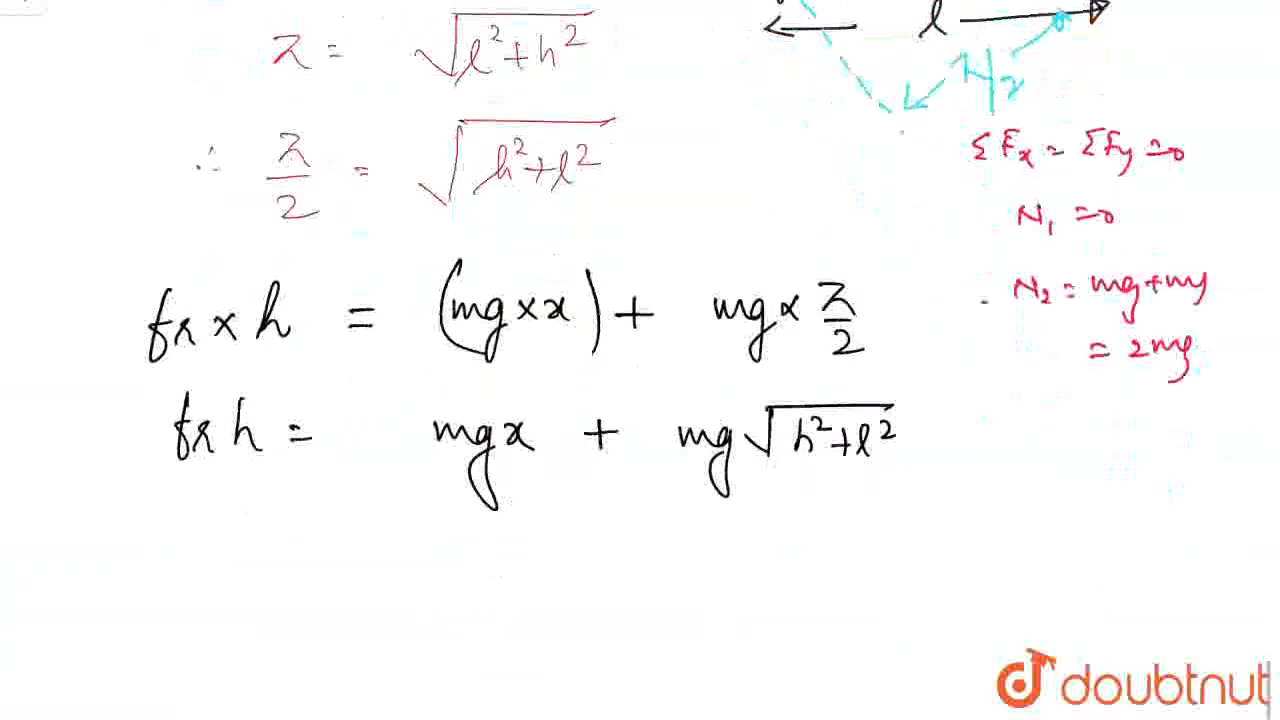 l
λ/2
λ = √(l²+h²)
∴ λ/2 = √(h²+l²)
ΣFx = ΣFy =0
N₁ =0
N₂ = mg+mg
= 2mg
fr×h = (mg×x) + mg× λ/2
fr h = mgx + mg√(h²+l²)
doubtnut